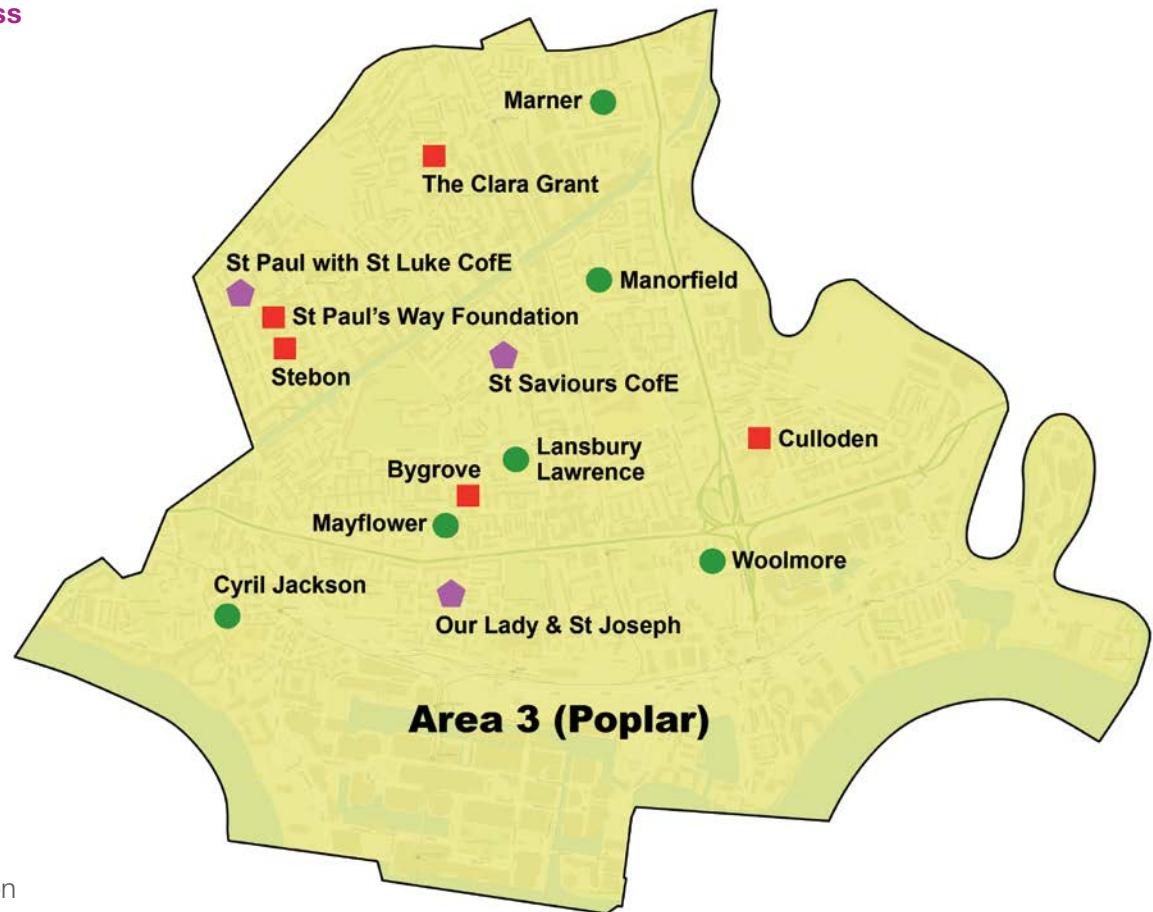 ss
Marner
The Clara Grant
St Paul with St Luke CofE
Manorfield
St Paul's Way Foundation
Stebon
St Saviours CofE
Culloden
Lansbury
Lawrence
Bygrove
Mayflower
Woolmore
Cyril Jackson
Our Lady & St Joseph
Area 3 (Poplar)
n